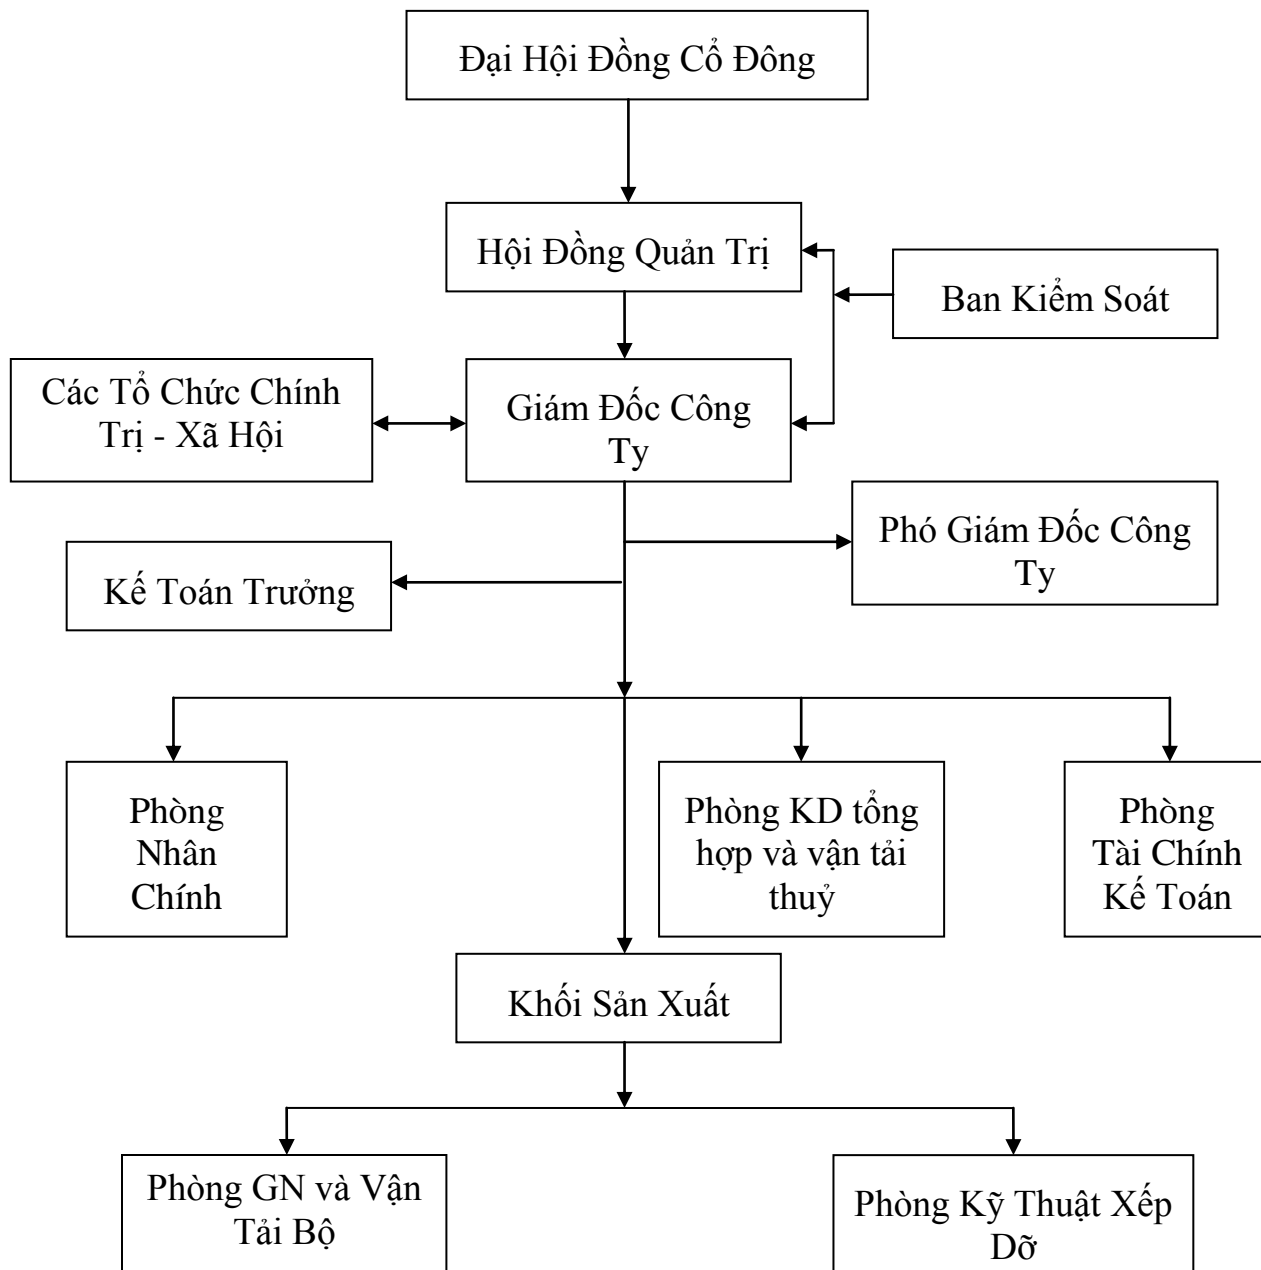 Đại Hội Đồng Cổ Đông
Hội Đồng Quản Trị
Ban Kiểm Soát
Các Tổ Chức Chính
Trị - Xã Hội
Giám Đốc Công
Ty
Phó Giám Đốc Công
Ty
Kế Toán Trưởng
Phòng
Nhân
Chính
Phòng KD tổng
hợp và vận tải
thuỷ
Phòng
Tài Chính
Kế Toán
Khối Sản Xuất
Phòng GN và Vận
Tải Bộ
Phòng Kỹ Thuật Xếp
Dỡ